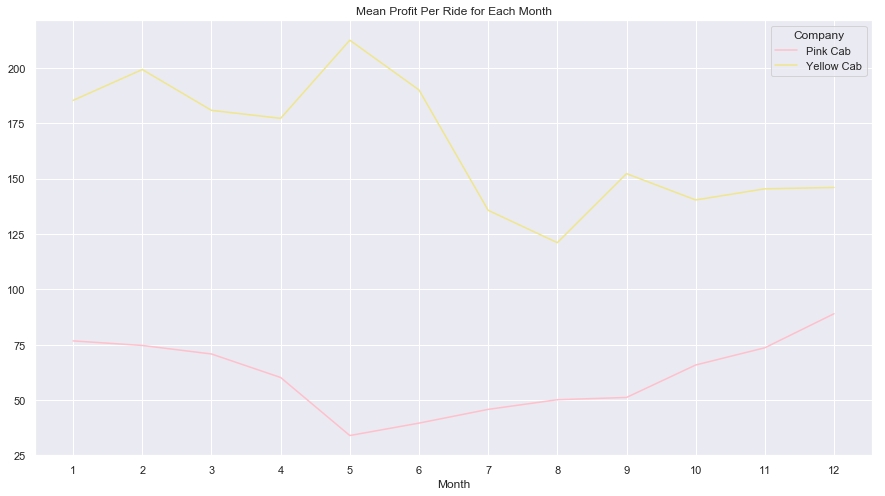 Mean Profit Per Ride for Each Month
Company
Pink Cab
Yellow Cab
200
175
150
125
100
75
50
25
1 2 3 4 5 6 7 8 9 10 11 12
Month